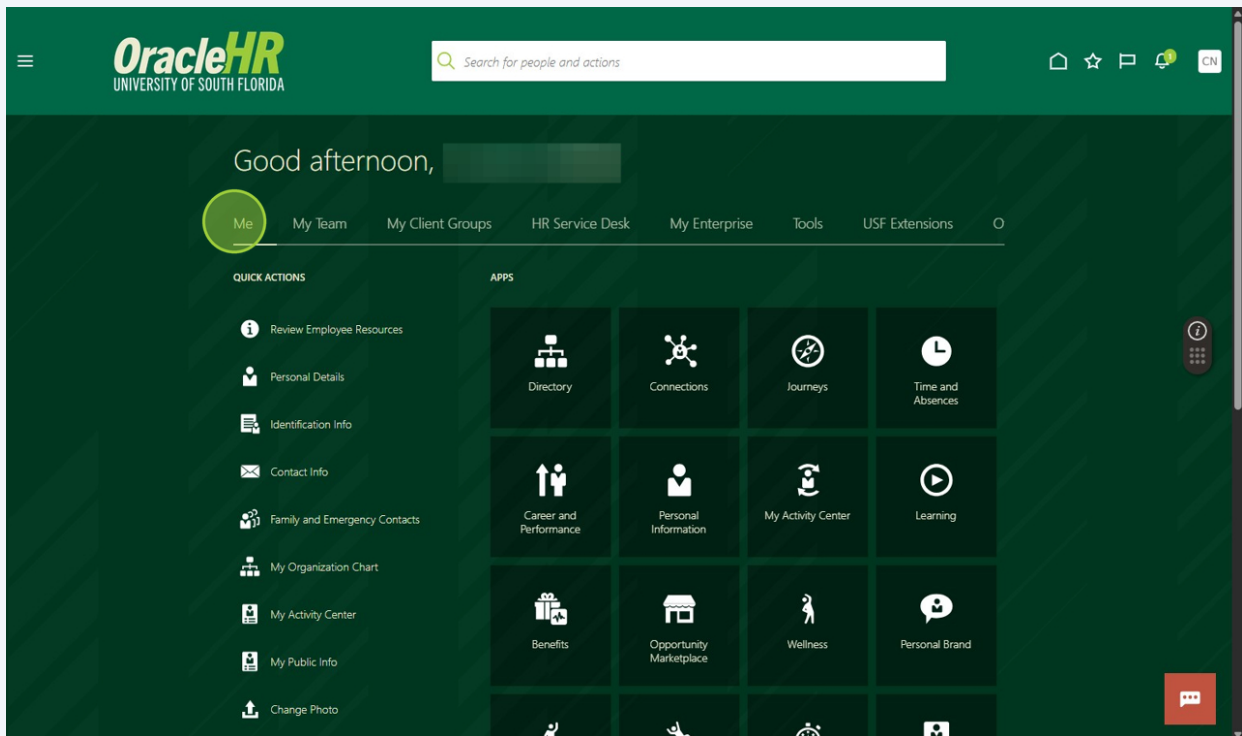 OracleHR
UNIVERSITY OF SOUTH FLORIDA
Search for people and actions
1
CN
Good afternoon,
Me My Team My Client Groups HR Service Desk My Enterprise Tools USF Extensions O
QUICK ACTIONS
Review Employee Resources
Personal Details
Identification Info
Contact Info
Family and Emergency Contacts
My Organization Chart
My Activity Center
My Public Info
Change Photo
APPS
Directory
Connections
Journeys
Time and
Absences
Career and
Performance
Personal
Information
My Activity Center
Learning
Benefits
Opportunity
Marketplace
Wellness
Personal Brand